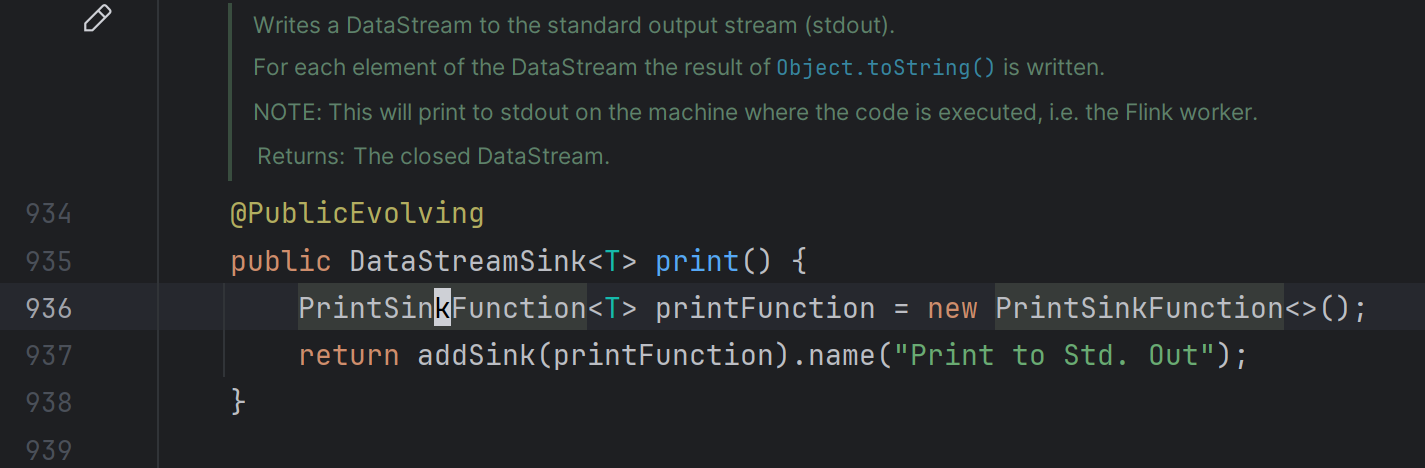 Writes a DataStream to the standard output stream (stdout).
For each element of the DataStream the result of Object.toString() is written.
NOTE: This will print to stdout on the machine where the code is executed, i.e. the Flink worker.
Returns: The closed DataStream.
934 @PublicEvolving
935 public DataStreamSink<T> print() {
936 PrintSinkFunction<T> printFunction = new PrintSinkFunction<>();
937 return addSink(printFunction).name("Print to Std. Out");
938 }
939